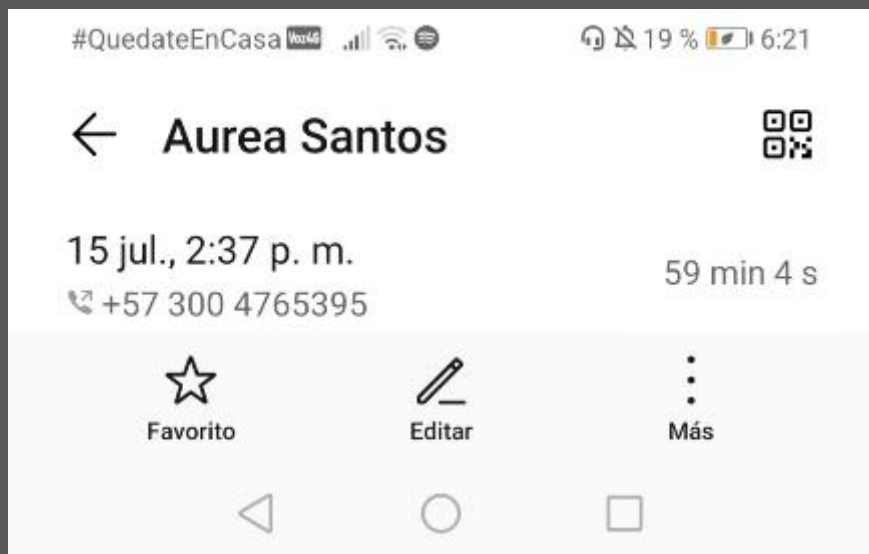 #QuedateEnCasa Voz4G 19 % 6:21
Aurea Santos
15 jul., 2:37 p. m.
59 min 4 s
+57 300 4765395
Favorito Editar Más